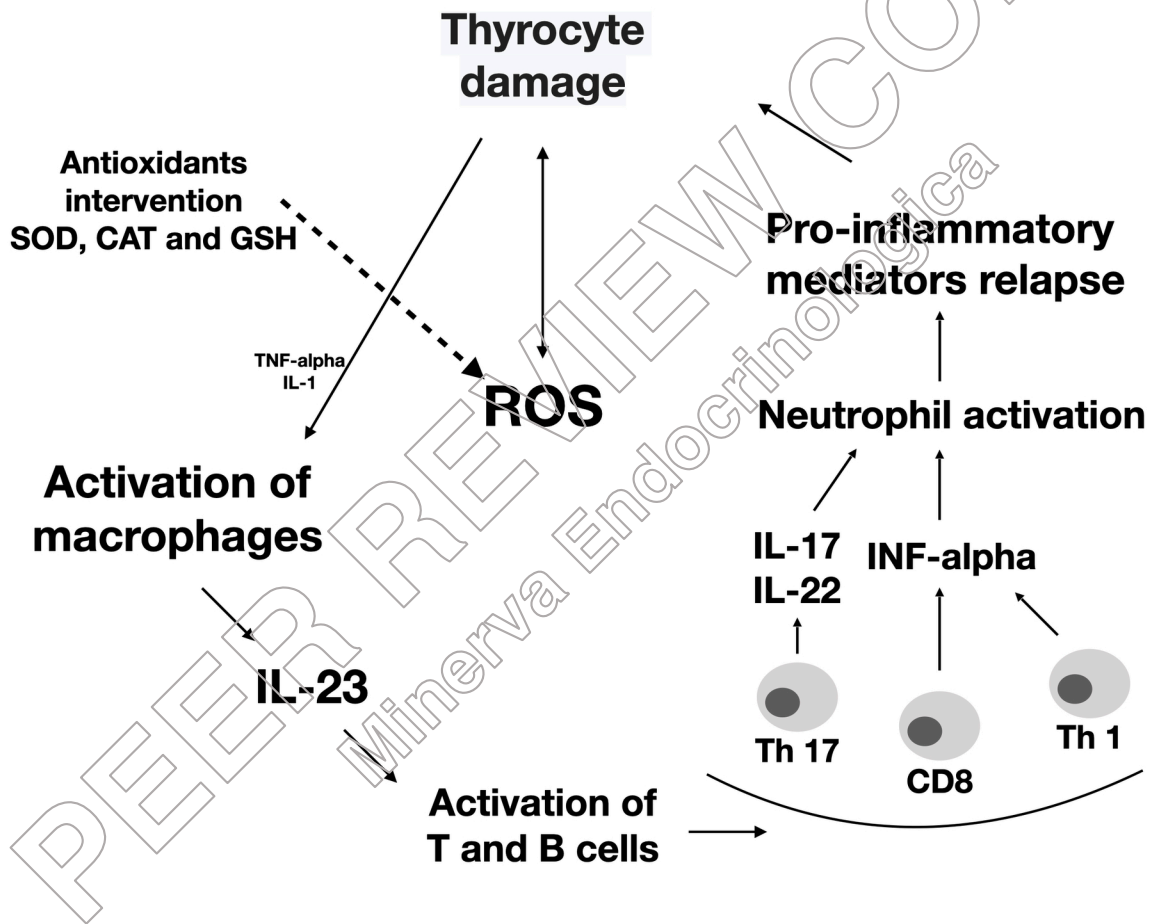 Thyrocyte
damage
Antioxidants
intervention
SOD, CAT and GSH
Pro-inflammatory
mediators relapse
TNF-alpha
IL-1
ROS
Neutrophil activation
Activation of
macrophages
IL-17
IL-22
INF-alpha
IL-23
Th 17
CD8
Th 1
Activation of
T and B cells
PEER REVIEW CO
Minerva Endocrinologica